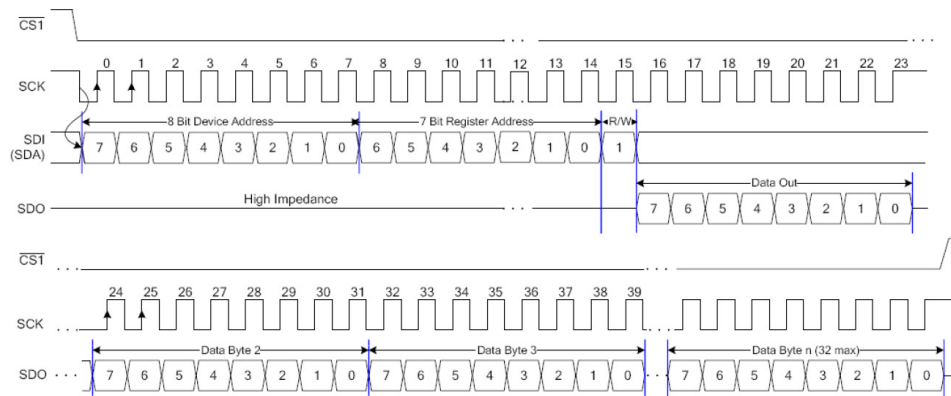 CS1 . . . . . .
0 1 2 3 4 5 6 7 8 9 10 11 12 13 14 15 16 17 18 19 20 21 22 23
SCK . . .
8 Bit Device Address 7 Bit Register Address R/W
SDI
(SDA) 7 6 5 4 3 2 1 0 6 5 4 3 2 1 0 1
Data Out
High Impedance
SDO . . . 7 6 5 4 3 2 1 0
CS1 . . . . . .
24 25 26 27 28 29 30 31 32 33 34 35 36 37 38 39
SCK . . . . . .
Data Byte 2 Data Byte 3 Data Byte n (32 max)
SDO . . . 7 6 5 4 3 2 1 0 7 6 5 4 3 2 1 0 . . . 7 6 5 4 3 2 1 0